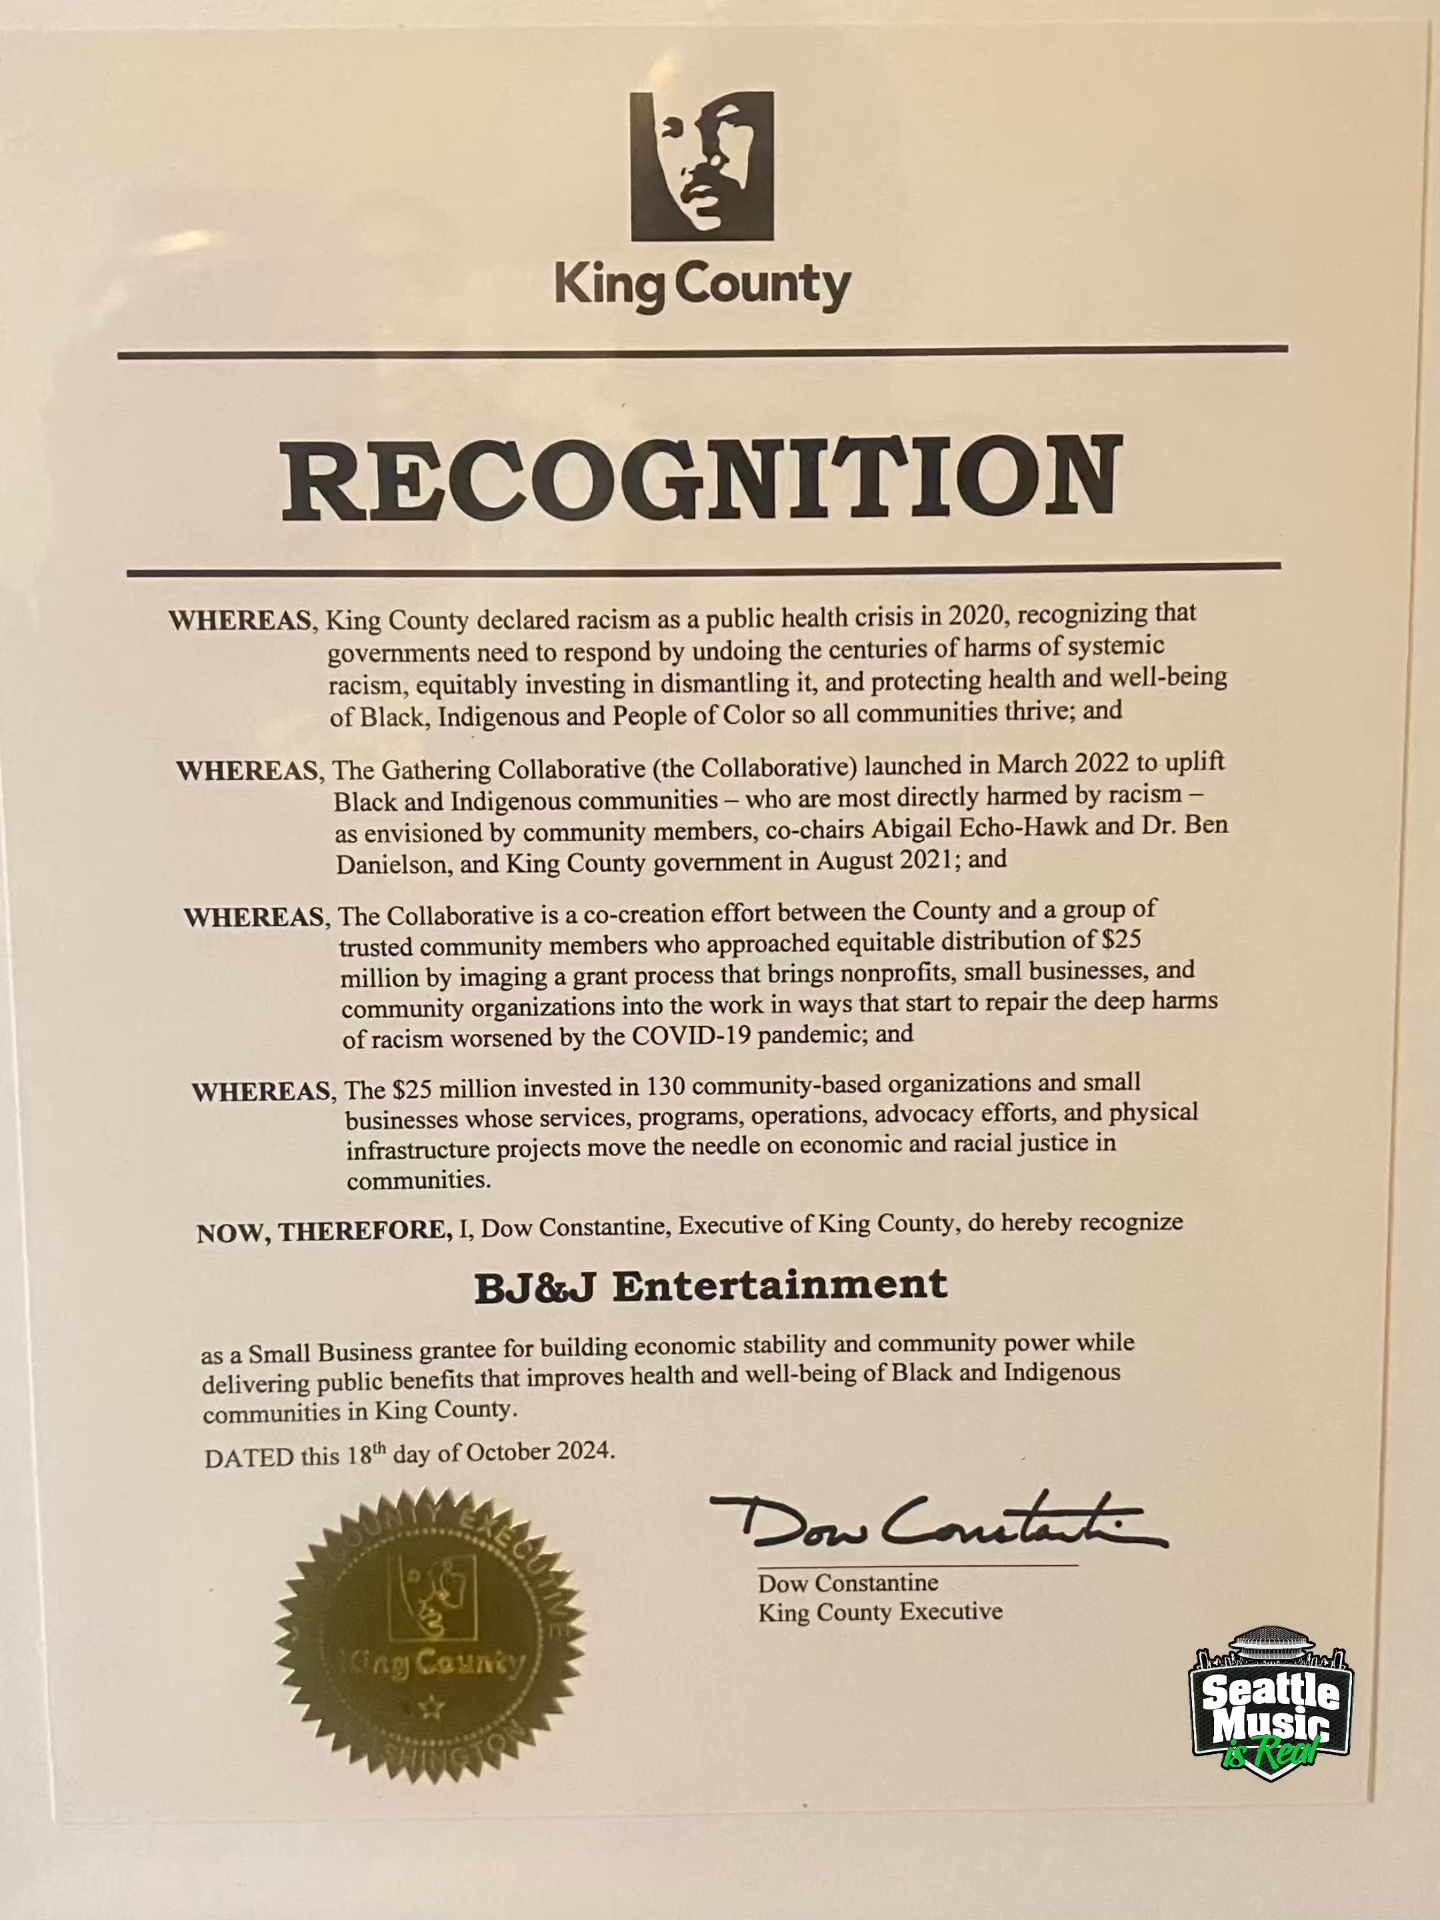 King County
RECOGNITION
WHEREAS, King County declared racism as a public health crisis in 2020, recognizing that
governments need to respond by undoing the centuries of harms of systemic
racism, equitably investing in dismantling it, and protecting health and well-being
of Black, Indigenous and People of Color so all communities thrive; and
WHEREAS, The Gathering Collaborative (the Collaborative) launched in March 2022 to uplift
Black and Indigenous communities – who are most directly harmed by racism –
as envisioned by community members, co-chairs Abigail Echo-Hawk and Dr. Ben
Danielson, and King County government in August 2021; and
WHEREAS, The Collaborative is a co-creation effort between the County and a group of
trusted community members who approached equitable distribution of $25
million by imaging a grant process that brings nonprofits, small businesses, and
community organizations into the work in ways that start to repair the deep harms
of racism worsened by the COVID-19 pandemic; and
WHEREAS, The $25 million invested in 130 community-based organizations and small
businesses whose services, programs, operations, advocacy efforts, and physical
infrastructure projects move the needle on economic and racial justice in
communities.
NOW, THEREFORE, I, Dow Constantine, Executive of King County, do hereby recognize
BJ&J Entertainment
as a Small Business grantee for building economic stability and community power while
delivering public benefits that improves health and well-being of Black and Indigenous
communities in King County.
DATED this 18th day of October 2024.
Dow Constantine
Dow Constantine
King County Executive
COUNTY EXECUTIVE
King County
SHINGTON
Seattle
Music
is Real